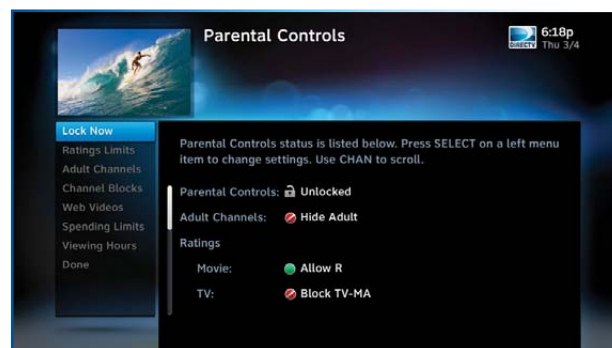 Parental Controls
DIRECTV
6:18p
Thu 3/4
Lock Now
Ratings Limits
Adult Channels
Channel Blocks
Web Videos
Spending Limits
Viewing Hours
Done
Parental Controls status is listed below. Press SELECT on a left menu
item to change settings. Use CHAN to scroll.
Parental Controls: Unlocked
Adult Channels: Hide Adult
Ratings
Movie: Allow R
TV: Block TV-MA